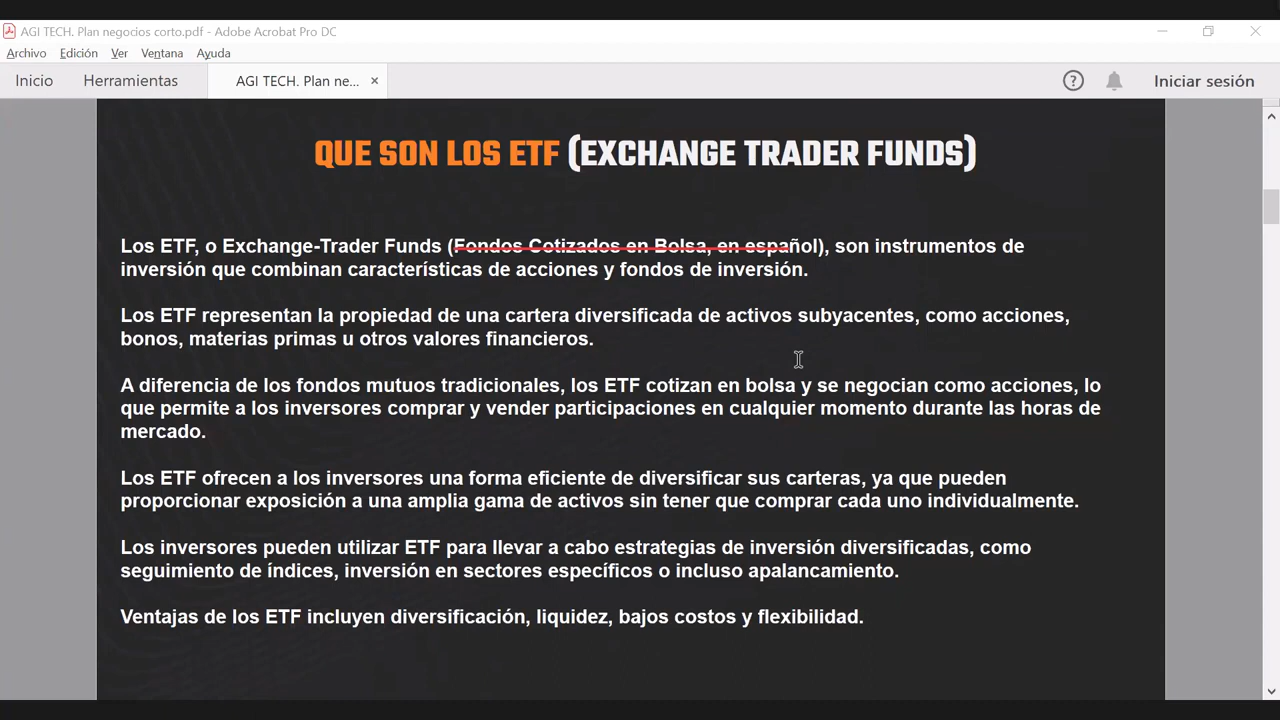 AGI TECH. Plan negocios corto.pdf - Adobe Acrobat Pro DC
Archivo Edición Ver Ventana Ayuda
Inicio Herramientas AGI TECH. Plan ne... × ? Iniciar sesión
QUE SON LOS ETF (EXCHANGE TRADER FUNDS)
Los ETF, o Exchange-Trader Funds (Fondos Cotizados en Bolsa, en español), son instrumentos de
inversión que combinan características de acciones y fondos de inversión.
Los ETF representan la propiedad de una cartera diversificada de activos subyacentes, como acciones,
bonos, materias primas u otros valores financieros.
A diferencia de los fondos mutuos tradicionales, los ETF cotizan en bolsa y se negocian como acciones, lo
que permite a los inversores comprar y vender participaciones en cualquier momento durante las horas de
mercado.
Los ETF ofrecen a los inversores una forma eficiente de diversificar sus carteras, ya que pueden
proporcionar exposición a una amplia gama de activos sin tener que comprar cada uno individualmente.
Los inversores pueden utilizar ETF para llevar a cabo estrategias de inversión diversificadas, como
seguimiento de índices, inversión en sectores específicos o incluso apalancamiento.
Ventajas de los ETF incluyen diversificación, liquidez, bajos costos y flexibilidad.